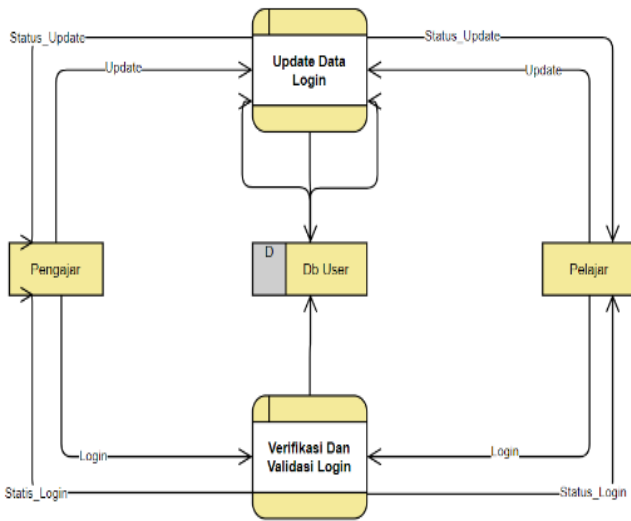 Status_Update
Update Data
Login
Status_Update
Update
Update
Pengajar
D
Db User
Pelajar
Login
Verifikasi Dan
Validasi Login
Login
Statis_Login
Status_Login